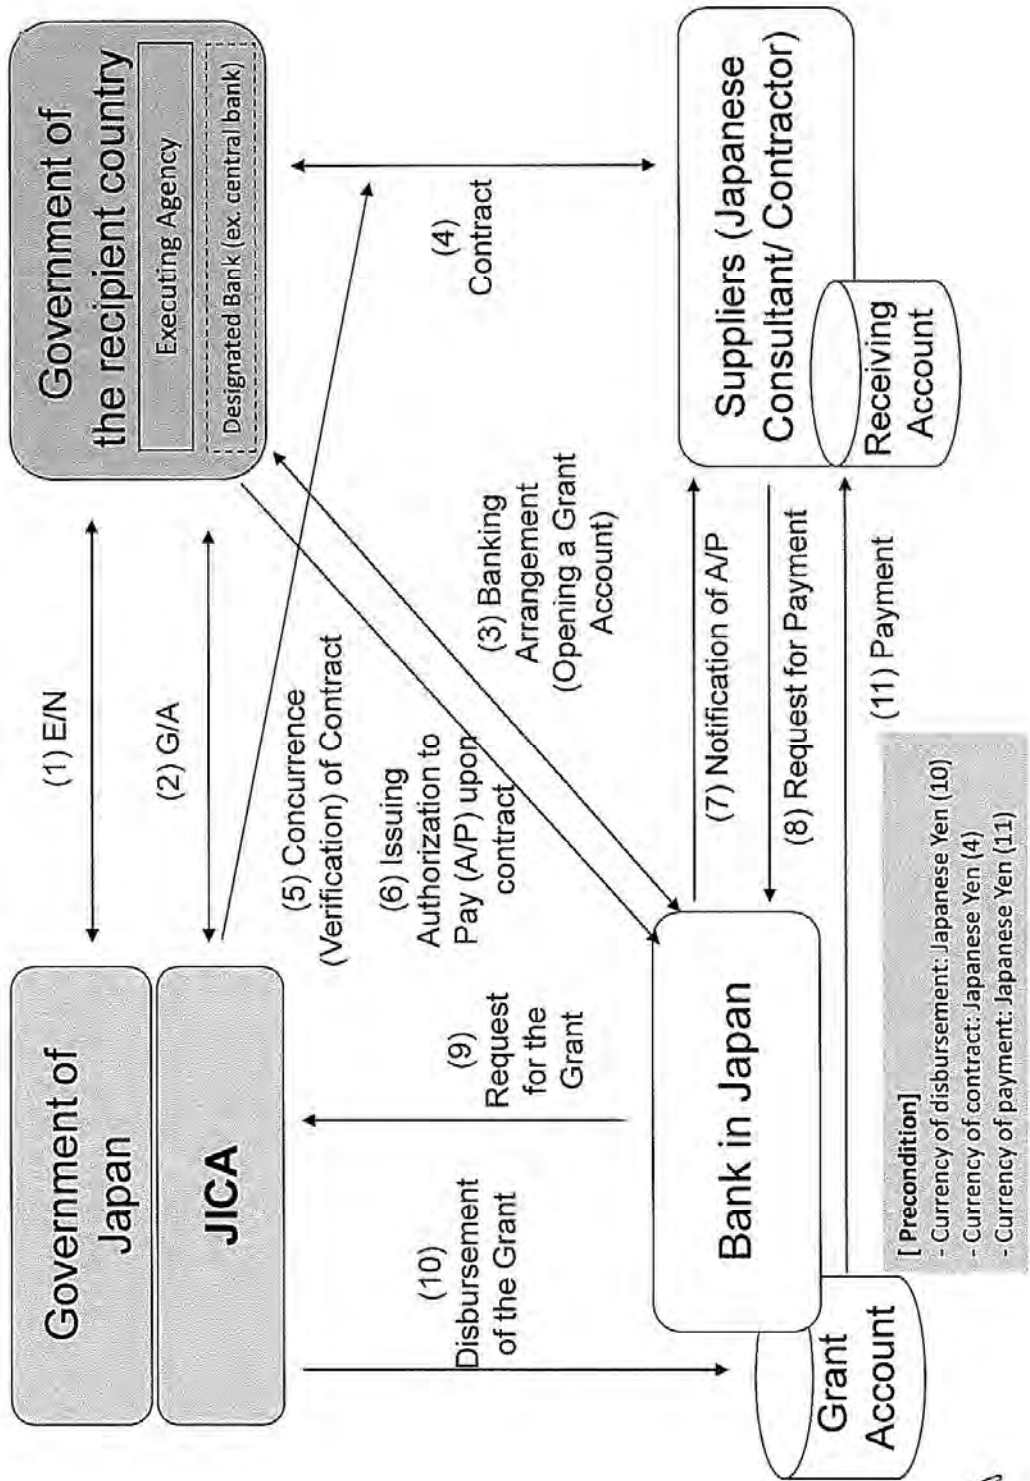 Government of
Japan
JICA
(1) E/N
(2) G/A
Government of
the recipient country
Executing Agency
Designated Bank (ex. central bank)
(5) Concurrence
(Verification) of Contract
(6) Issuing
Authorization to
Pay (A/P) upon
contract
(4)
Contract
(10)
Disbursement
of the Grant
(9)
Request
for the
Grant
(3) Banking
Arrangement
(Opening a Grant
Account)
Bank in Japan
Grant
Account
(7) Notification of A/P
(8) Request for Payment
(11) Payment
Suppliers (Japanese
Consultant/ Contractor)
Receiving
Account
[ Precondition]
- Currency of disbursement: Japanese Yen (10)
- Currency of contract: Japanese Yen (4)
- Currency of payment: Japanese Yen (11)